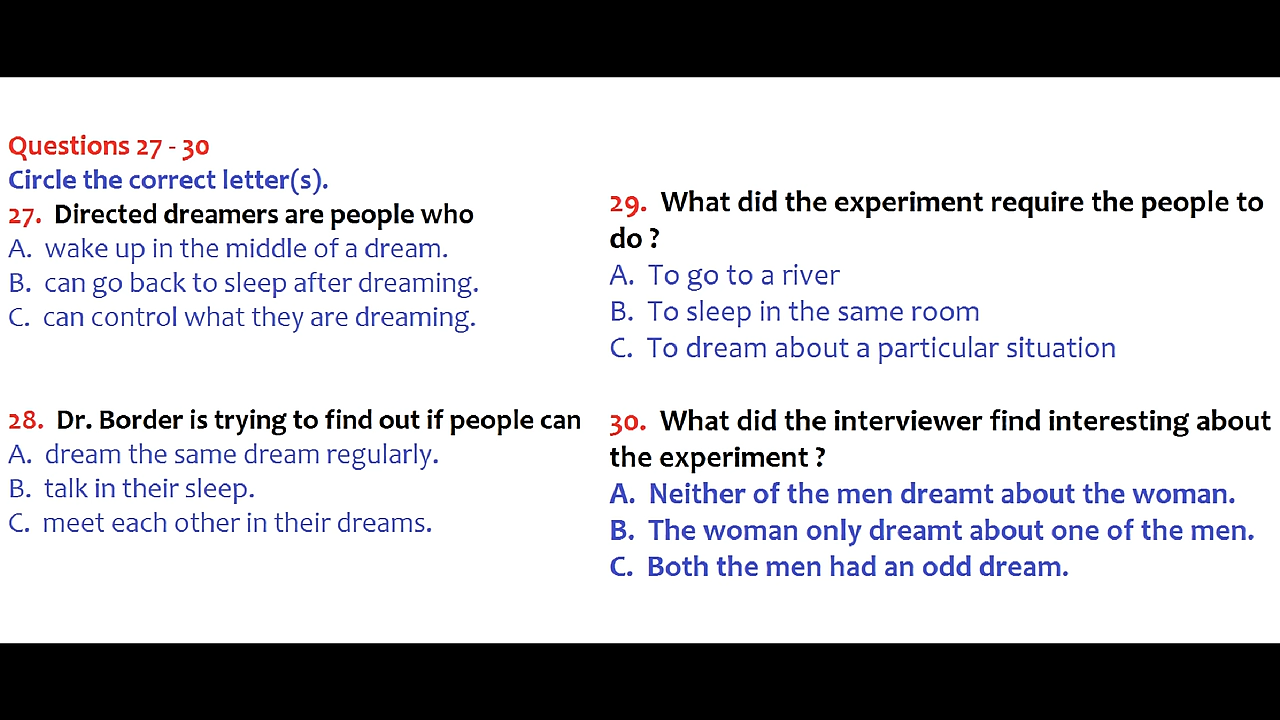 Questions 27 - 30
Circle the correct letter(s).
27. Directed dreamers are people who
A. wake up in the middle of a dream.
B. can go back to sleep after dreaming.
C. can control what they are dreaming.
28. Dr. Border is trying to find out if people can
A. dream the same dream regularly.
B. talk in their sleep.
C. meet each other in their dreams.
29. What did the experiment require the people to
do ?
A. To go to a river
B. To sleep in the same room
C. To dream about a particular situation
30. What did the interviewer find interesting about
the experiment ?
A. Neither of the men dreamt about the woman.
B. The woman only dreamt about one of the men.
C. Both the men had an odd dream.